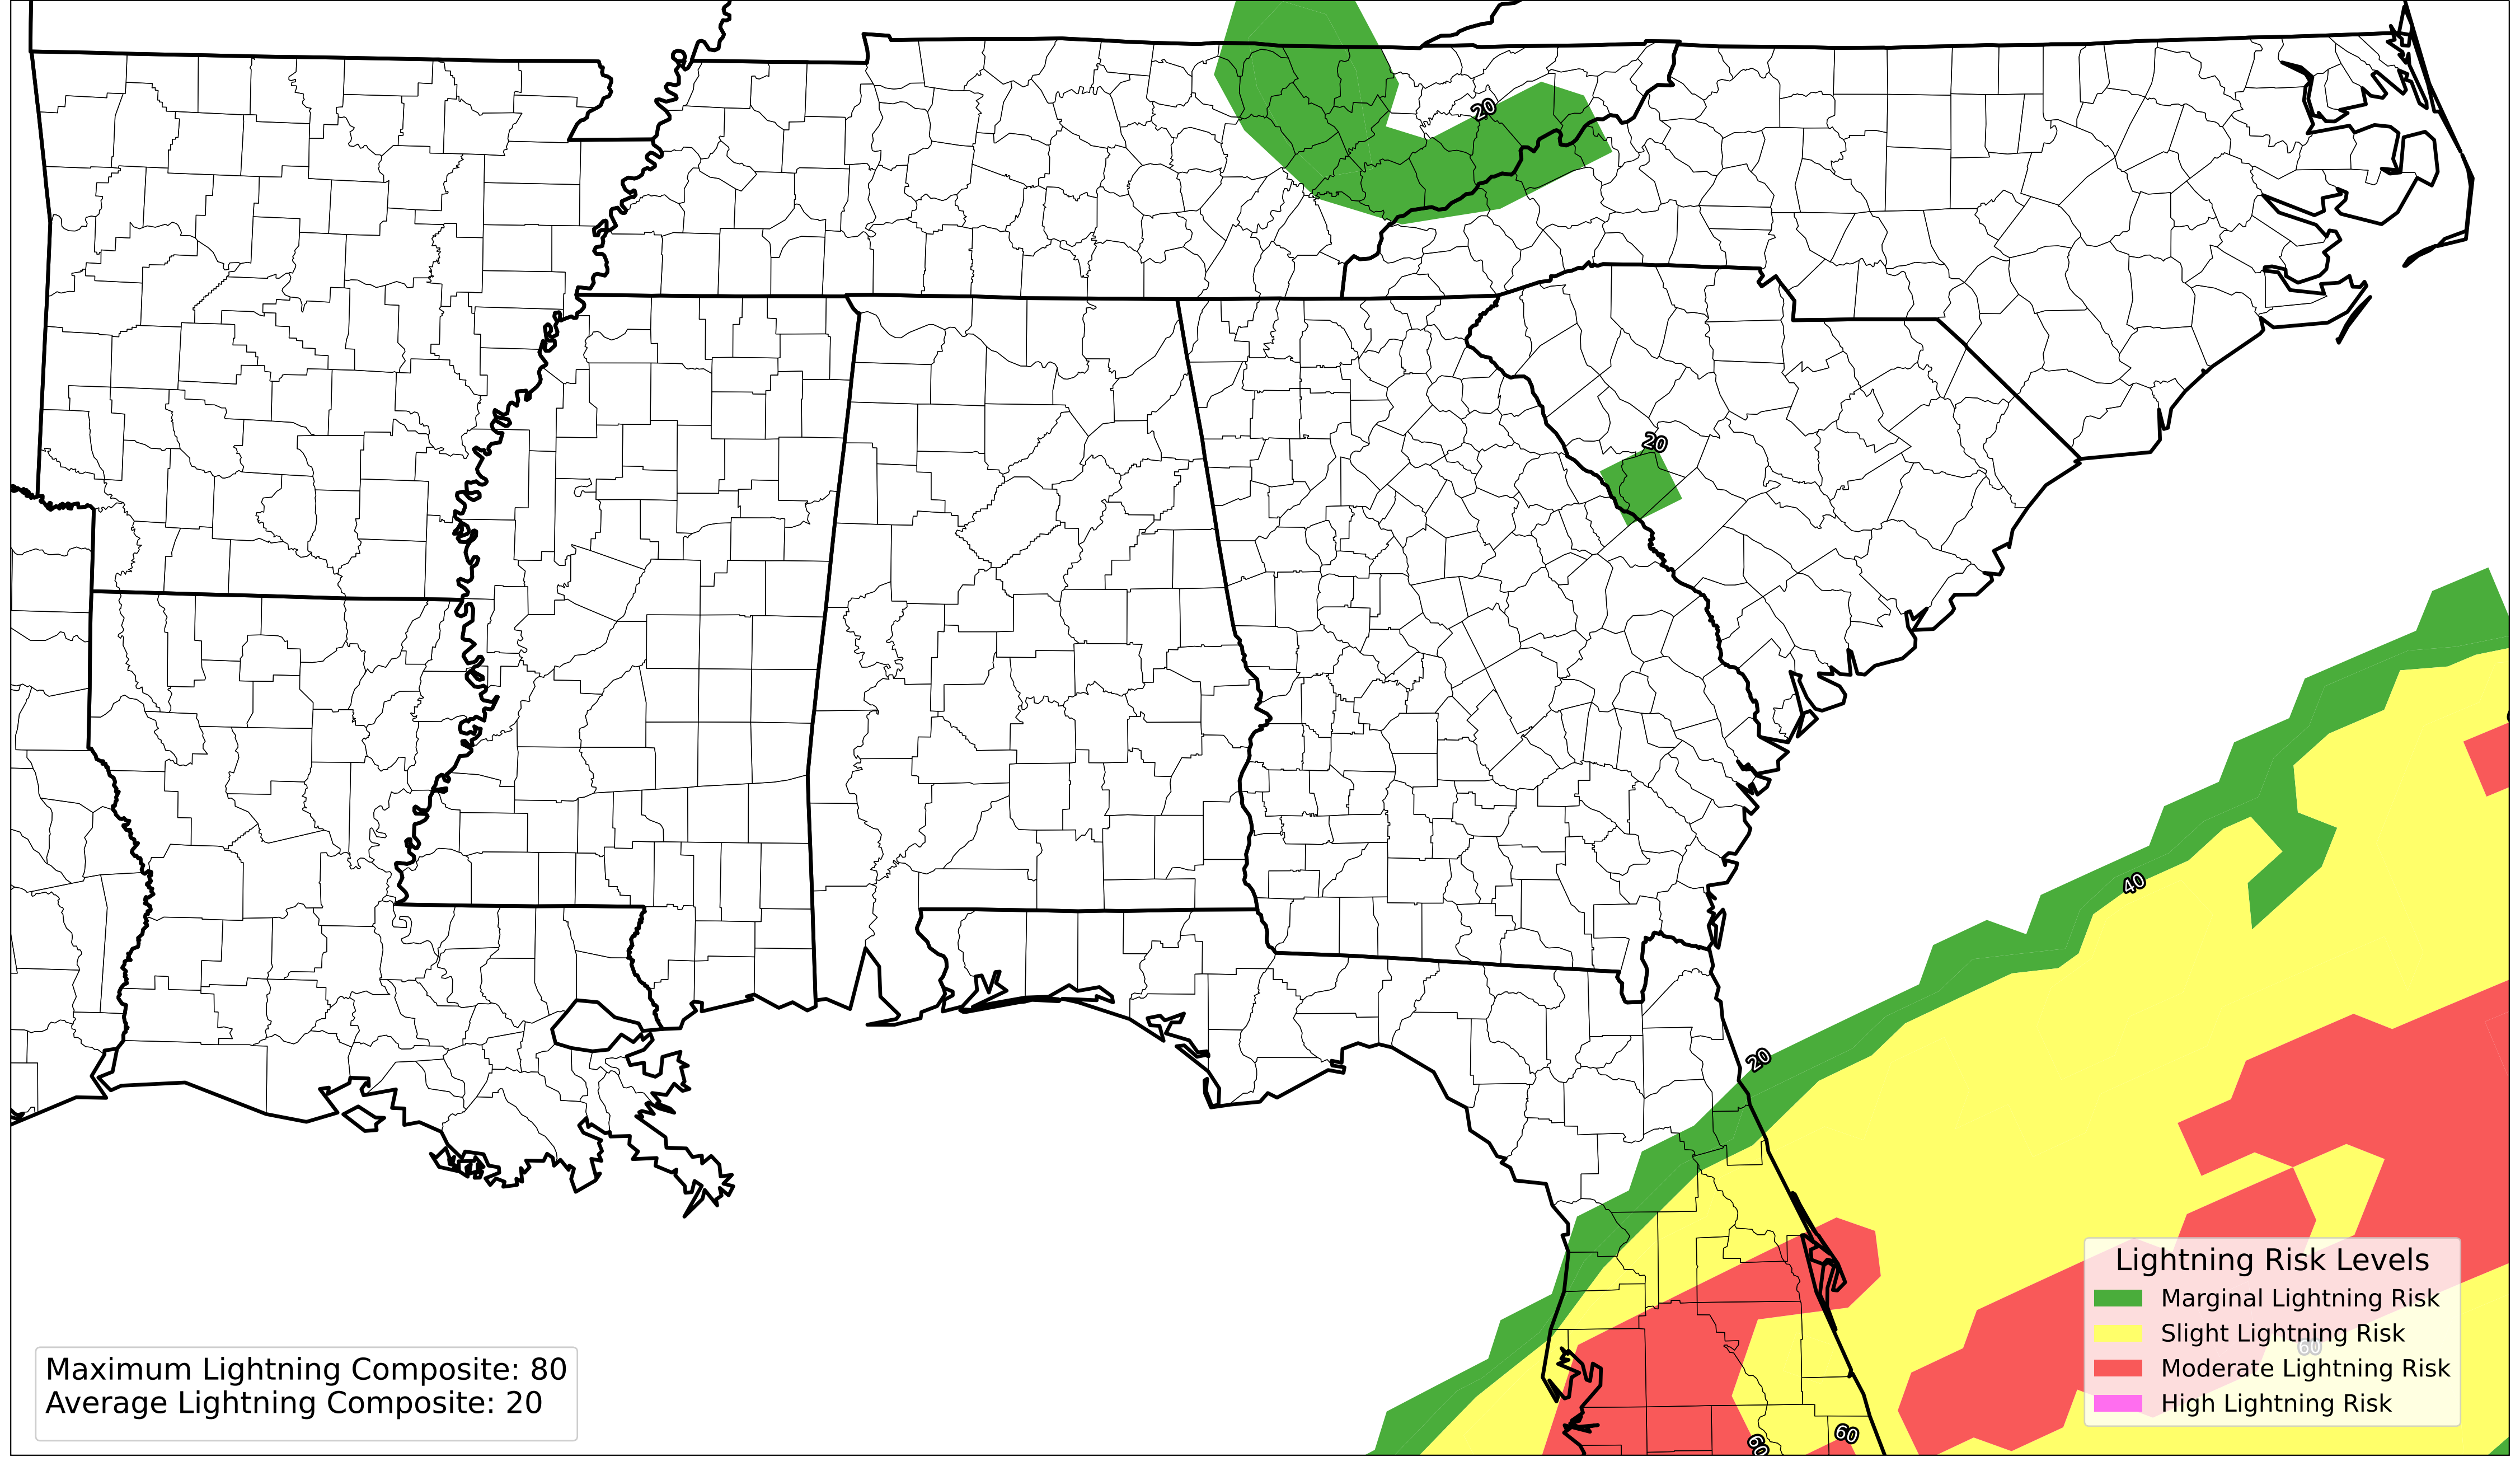 20
20
40
20
Lightning Risk Levels
Marginal Lightning Risk
Slight Lightning Risk
60
Moderate Lightning Risk
High Lightning Risk
Maximum Lightning Composite: 80
Average Lightning Composite: 20
60
60